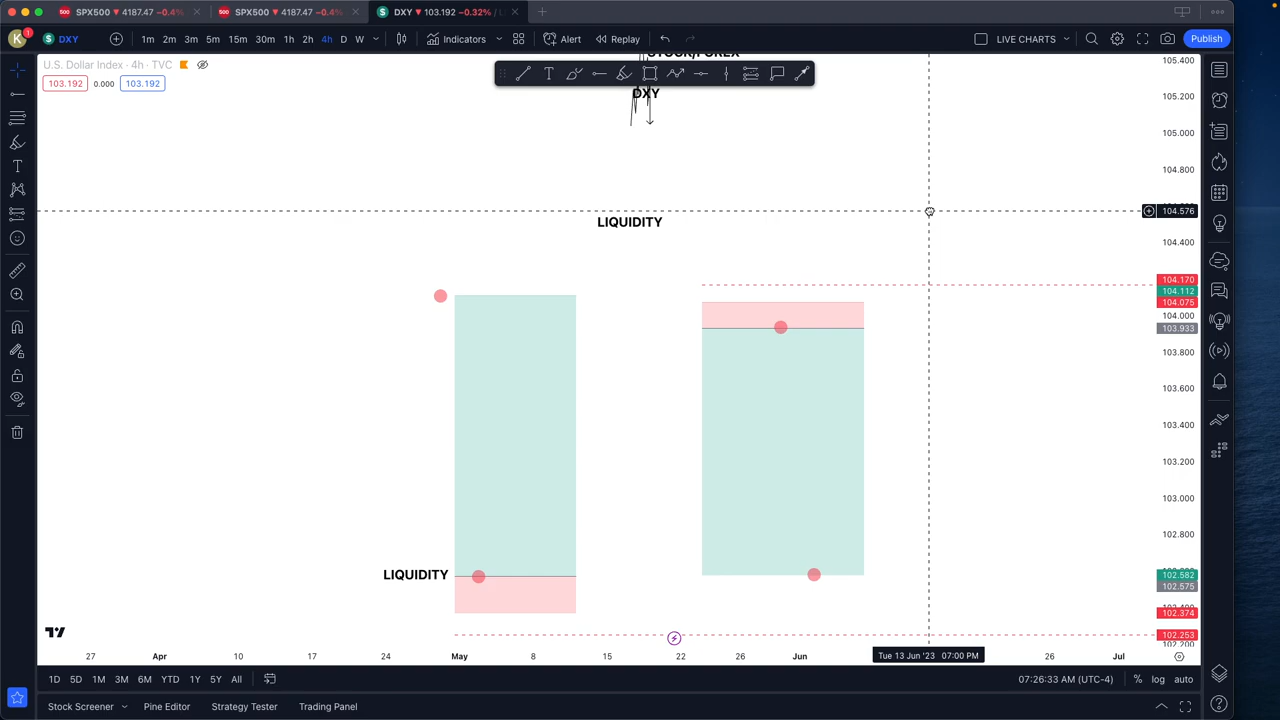 SPX500 ▼ 4187.47 −0.4%
SPX500 ▼ 4187.47 −0.4%
DXY ▼ 103.192 −0.32% / L
K 1
DXY
1m 2m 3m 5m 15m 30m 1h 2h 4h D W
Indicators
Alert
Replay
LIVE CHARTS
Publish
U.S. Dollar Index · 4h · TVC
103.192 0.000 103.192
STOCK/FOREX
DXY
LIQUIDITY
LIQUIDITY
105.400
105.200
105.000
104.800
104.576
104.400
104.170
104.112
104.075
104.000
103.933
103.800
103.600
103.400
103.200
103.000
102.800
102.582
102.575
102.374
102.253
102.200
27 Apr 10 17 24 May 8 15 22 26 Jun Tue 13 Jun '23 07:00 PM 26 Jul
1D 5D 1M 3M 6M YTD 1Y 5Y All
07:26:33 AM (UTC-4) % log auto
Stock Screener Pine Editor Strategy Tester Trading Panel